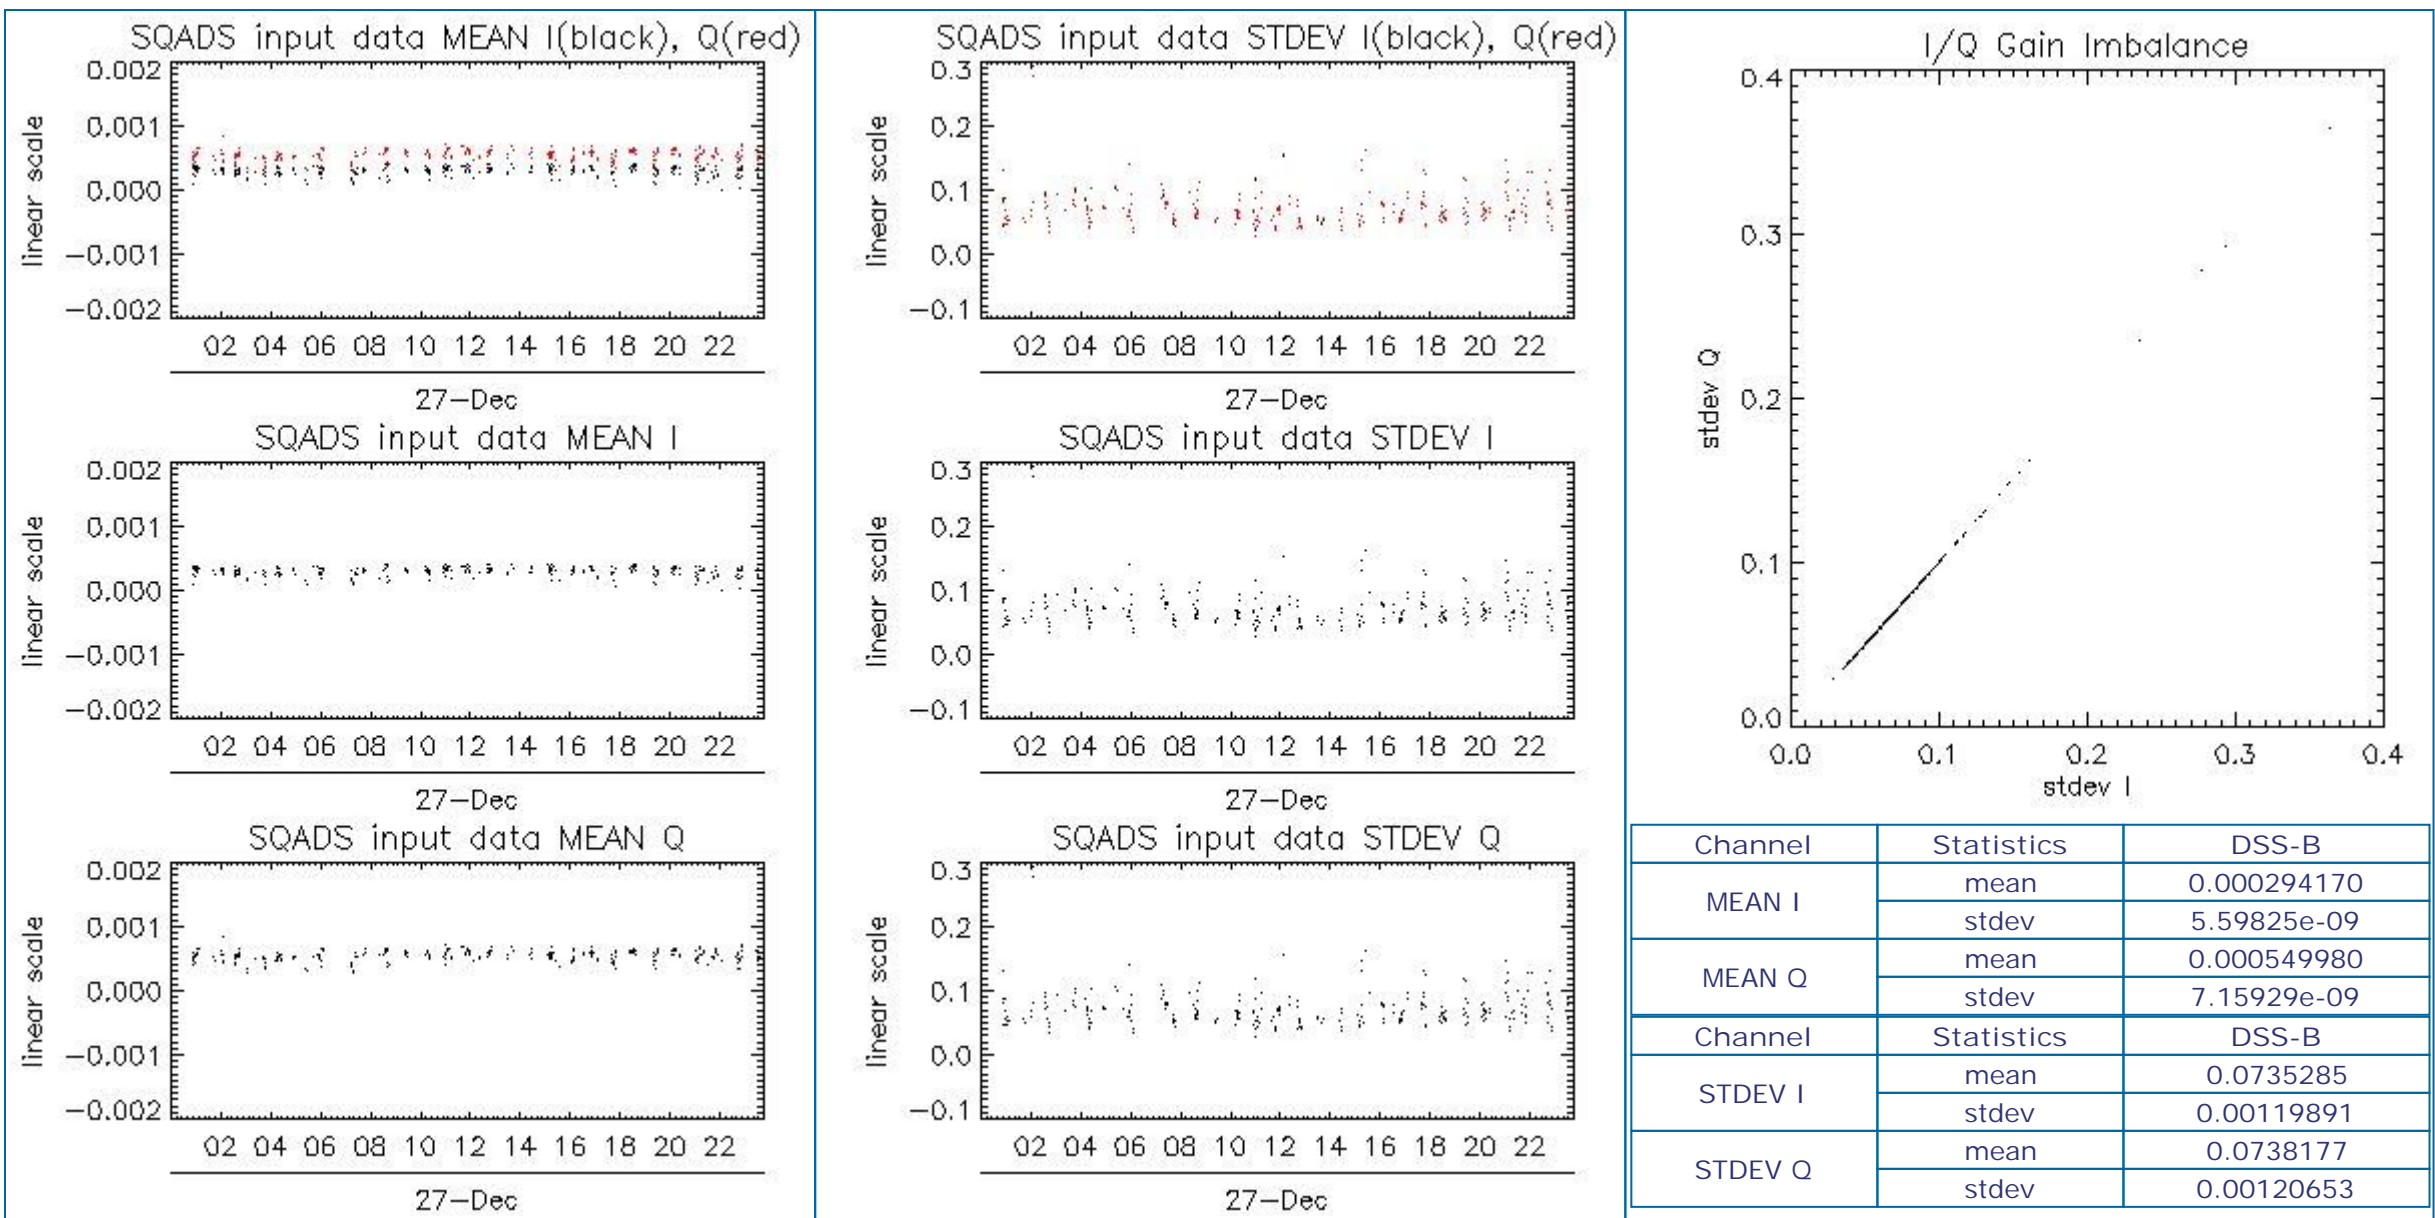 SQADS input data MEAN I(black), Q(red)
0.002
0.001
0.000
−0.001
−0.002
linear scale
02 04 06 08 10 12 14 16 18 20 22
27−Dec
SQADS input data MEAN I
0.002
0.001
0.000
−0.001
−0.002
linear scale
02 04 06 08 10 12 14 16 18 20 22
27−Dec
SQADS input data MEAN Q
0.002
0.001
0.000
−0.001
−0.002
linear scale
02 04 06 08 10 12 14 16 18 20 22
27−Dec
SQADS input data STDEV I(black), Q(red)
0.3
0.2
0.1
0.0
−0.1
linear scale
02 04 06 08 10 12 14 16 18 20 22
27−Dec
SQADS input data STDEV I
0.3
0.2
0.1
0.0
−0.1
linear scale
02 04 06 08 10 12 14 16 18 20 22
27−Dec
SQADS input data STDEV Q
0.3
0.2
0.1
0.0
−0.1
linear scale
02 04 06 08 10 12 14 16 18 20 22
27−Dec
I/Q Gain Imbalance
0.4
0.3
0.2
0.1
0.0
stdev Q
0.0 0.1 0.2 0.3 0.4
stdev I
Channel Statistics DSS-B
MEAN I mean 0.000294170
stdev 5.59825e-09
MEAN Q mean 0.000549980
stdev 7.15929e-09
Channel Statistics DSS-B
STDEV I mean 0.0735285
stdev 0.00119891
STDEV Q mean 0.0738177
stdev 0.00120653